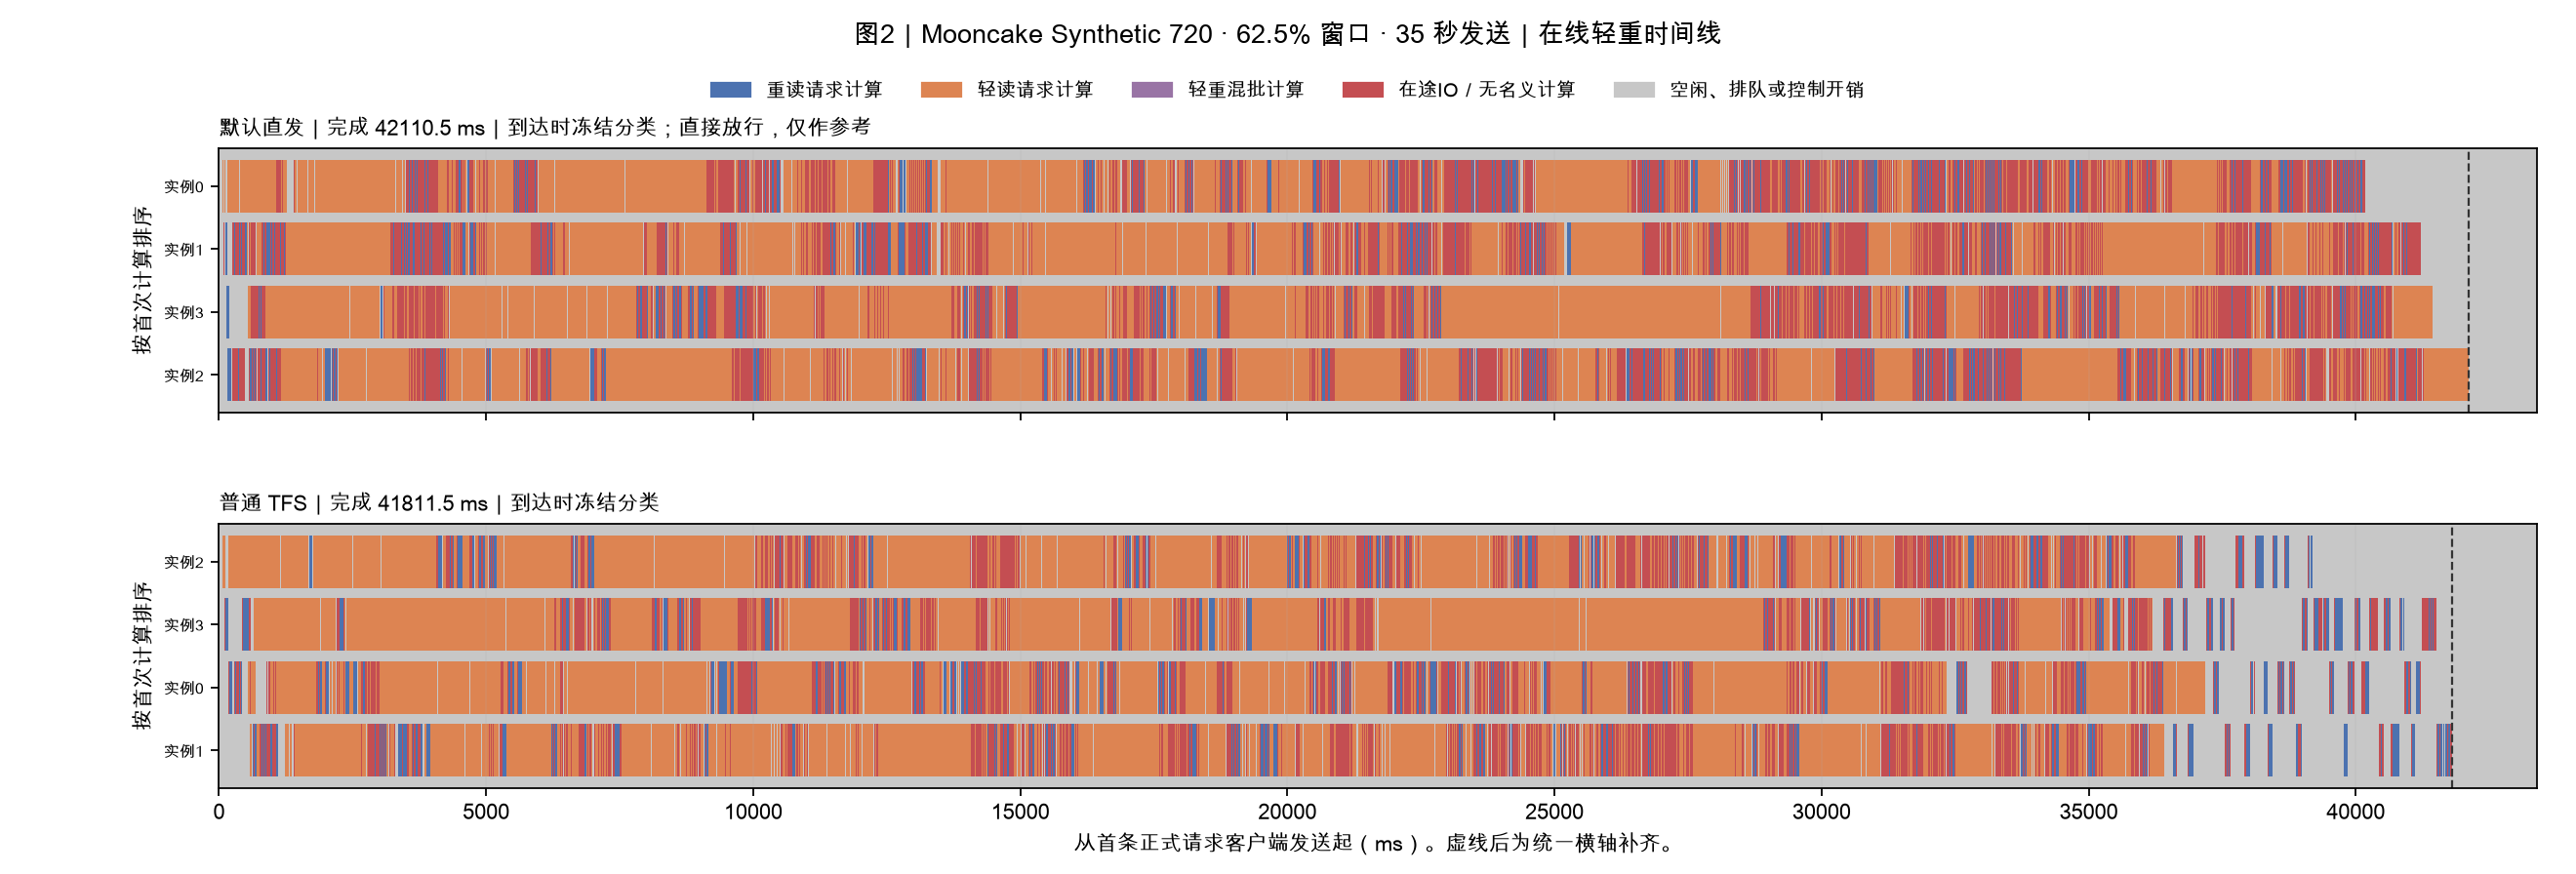 图2 | Mooncake Synthetic 720 · 62.5% 窗口 · 35 秒发送 | 在线轻重时间线
重读请求计算 轻读请求计算 轻重混批计算 在途IO / 无名义计算 空闲、排队或控制开销
默认直发 | 完成 42110.5 ms | 到达时冻结分类；直接放行，仅作参考
按首次计算排序
实例0
实例1
实例3
实例2
普通 TFS | 完成 41811.5 ms | 到达时冻结分类
按首次计算排序
实例2
实例3
实例0
实例1
0 5000 10000 15000 20000 25000 30000 35000 40000
从首条正式请求客户端发送起（ms）。虚线后为统一横轴补齐。